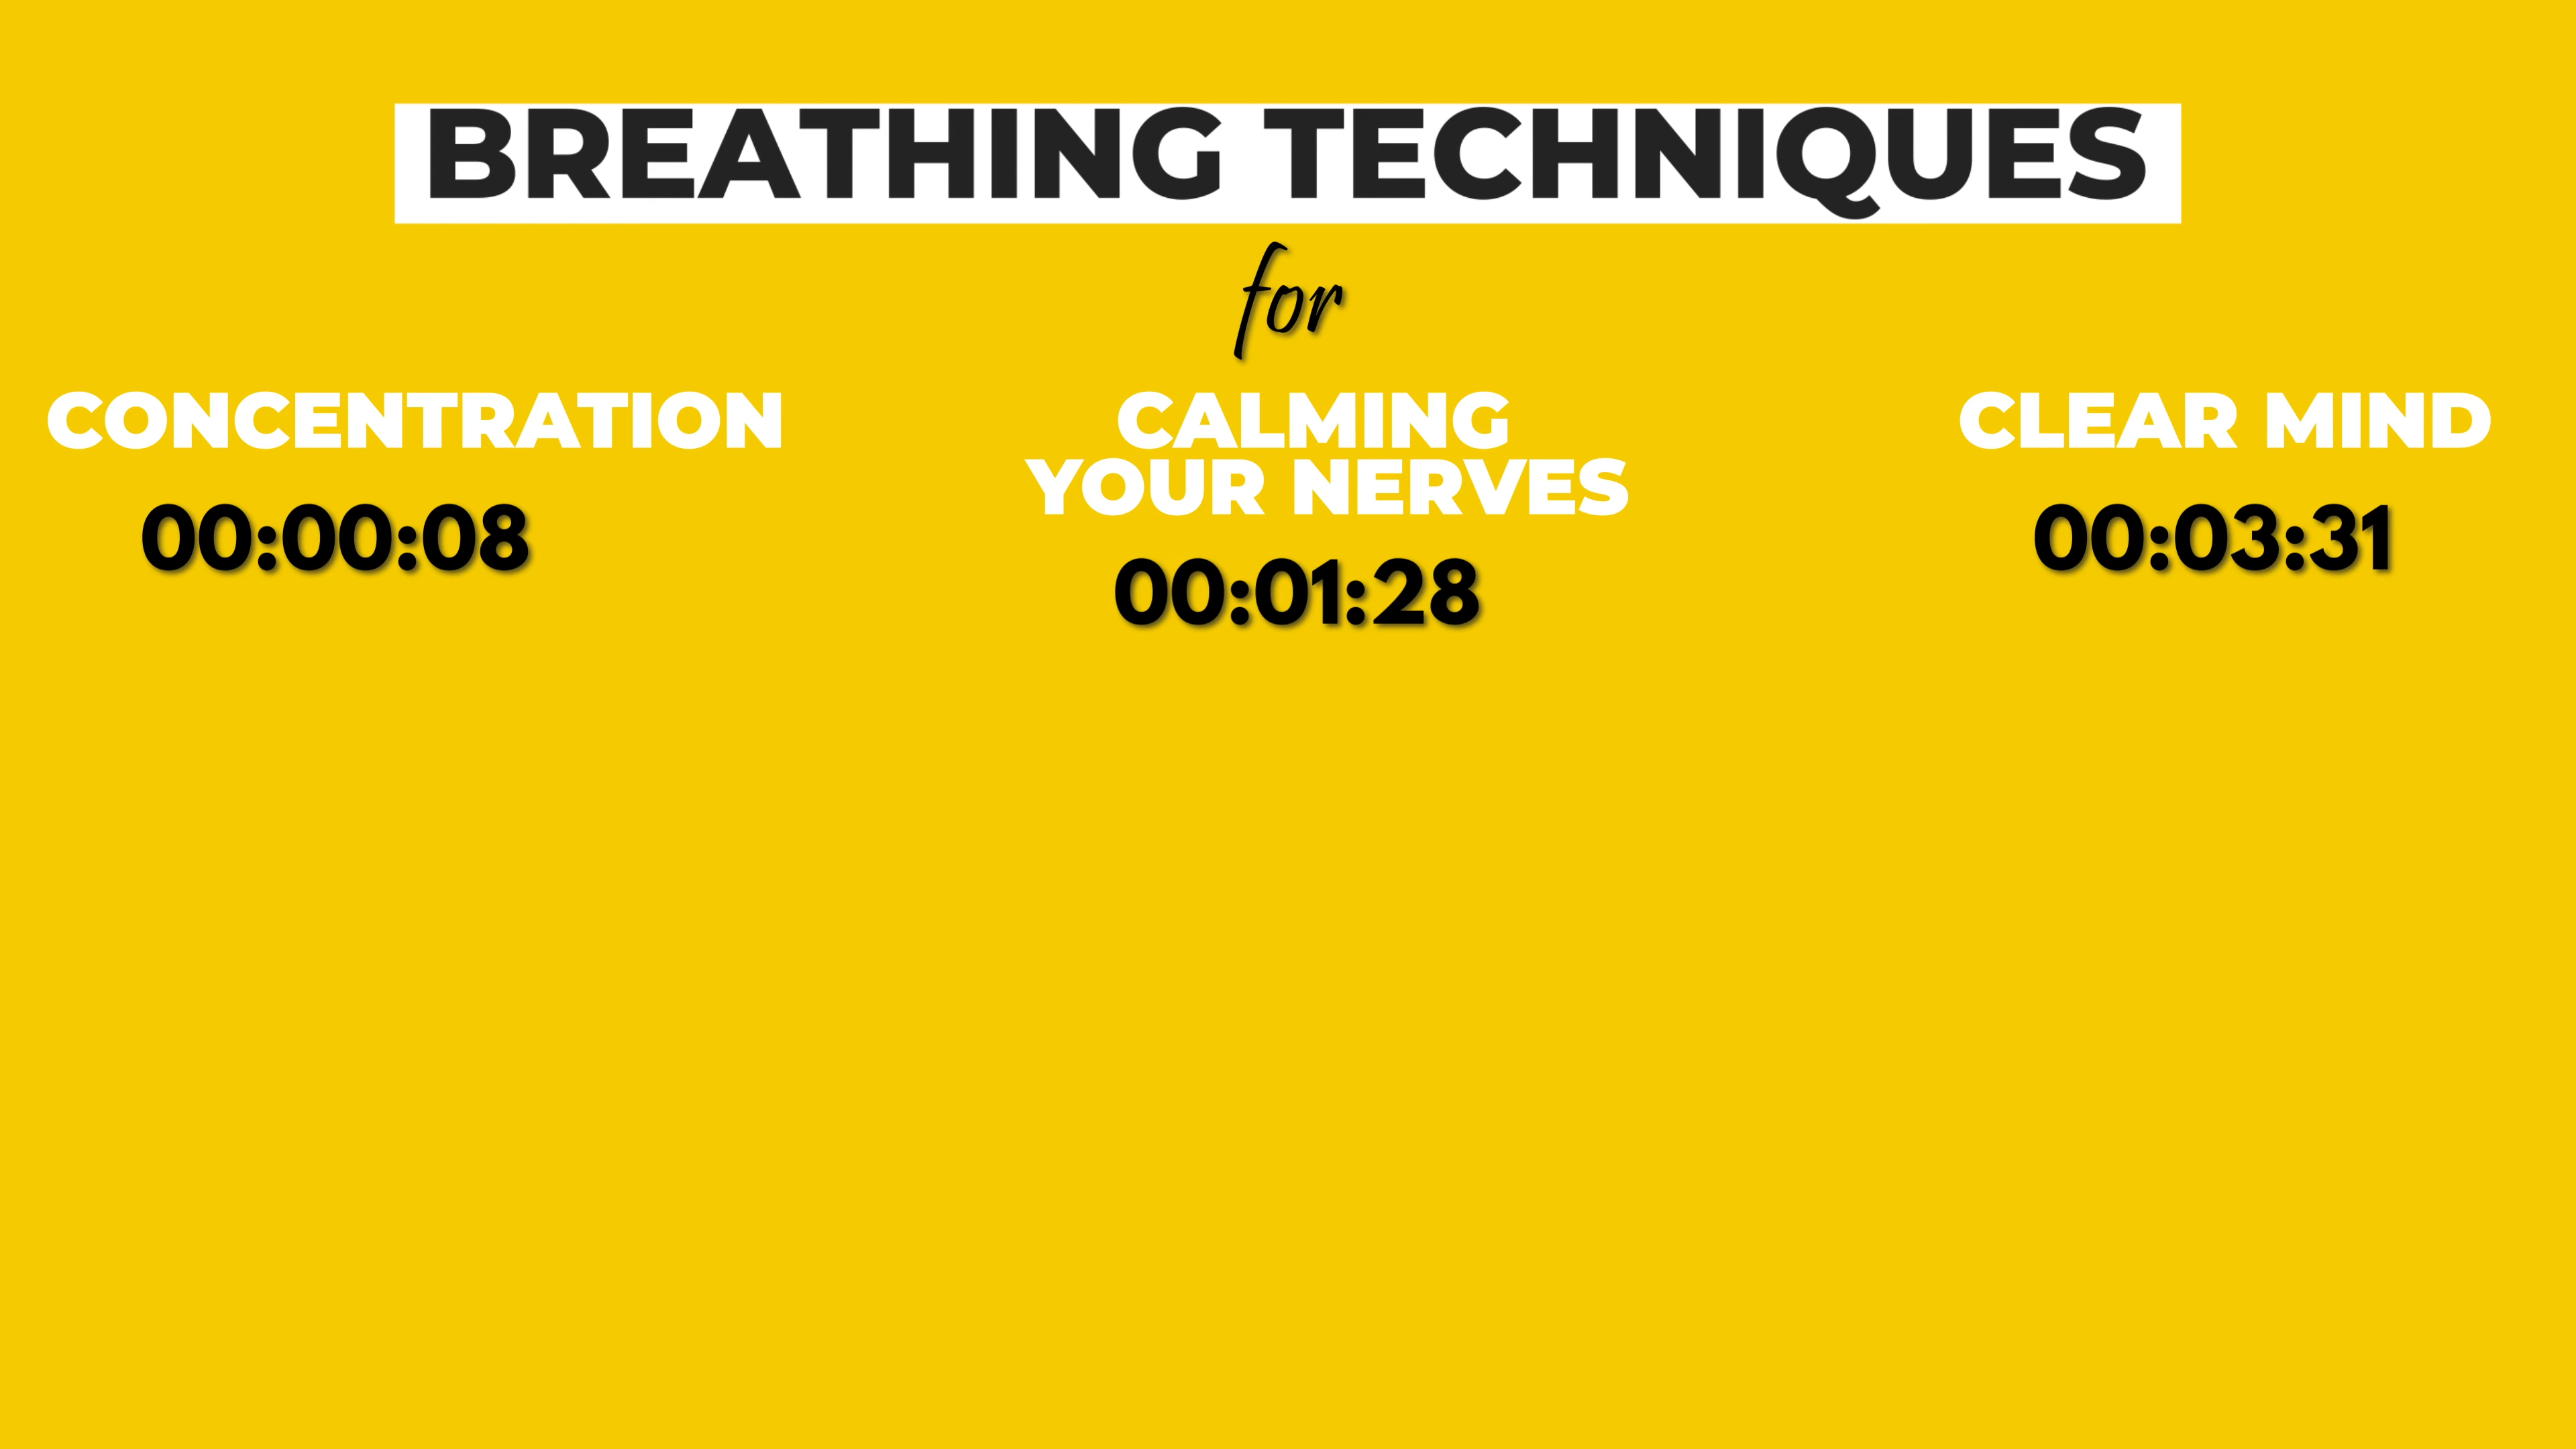 BREATHING TECHNIQUES
for
CONCENTRATION
00:00:08
CALMING
YOUR NERVES
00:01:28
CLEAR MIND
00:03:31